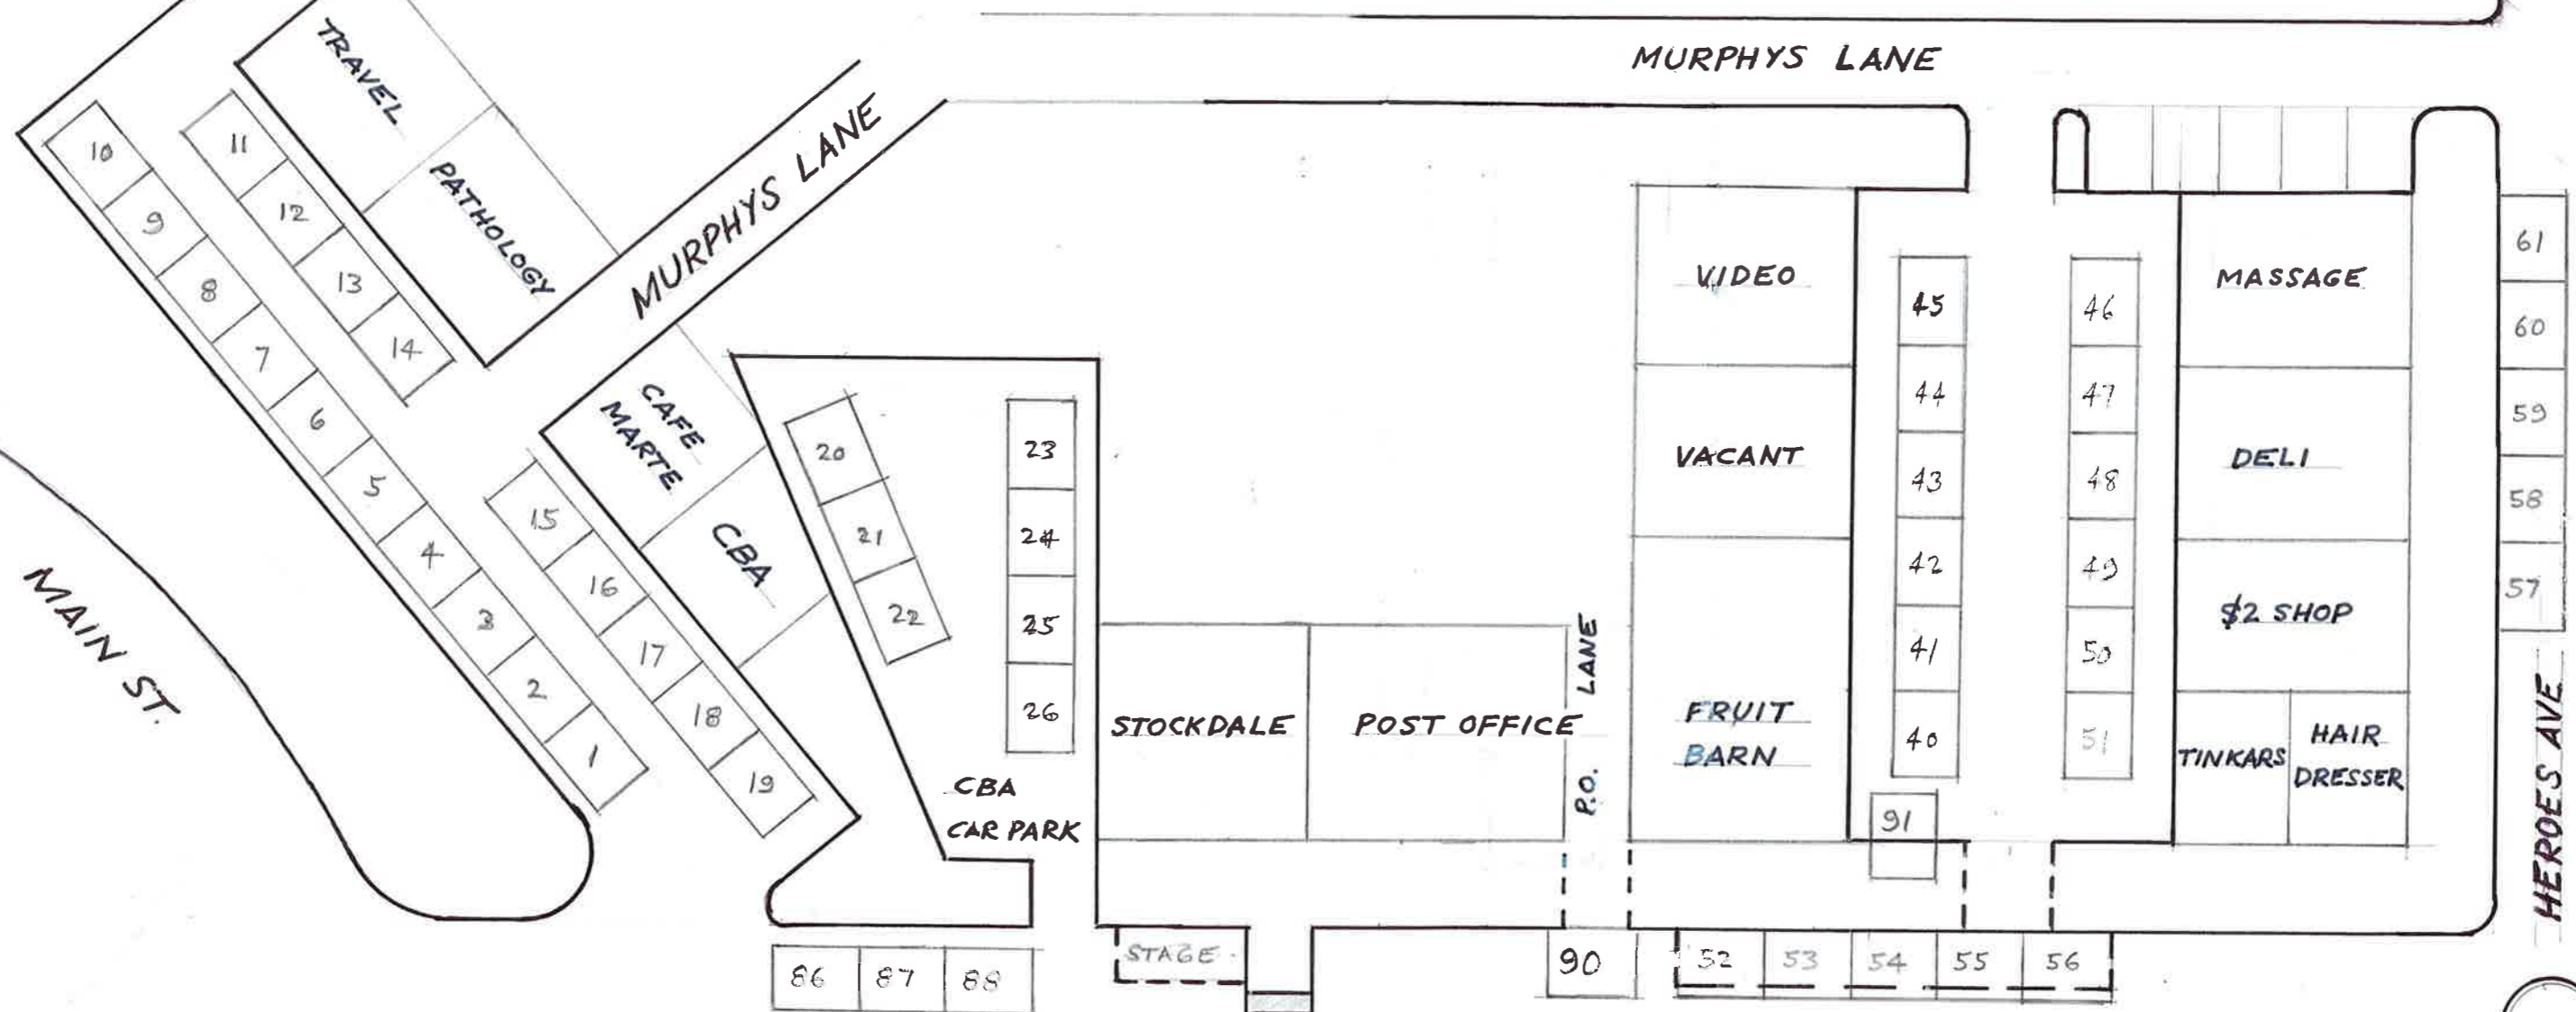 MURPHYS LANE
TRAVEL
PATHOLOGY
MURPHYS LANE
10
9
8
7
6
5
4
3
2
1
11
12
13
14
15
16
17
18
19
CAFE
MARTE
CBA
MAIN ST.
20
21
22
23
24
25
26
CBA
CAR PARK
STOCKDALE
POST OFFICE
P.O. LANE
VIDEO
VACANT
FRUIT
BARN
45
44
43
42
41
40
91
46
47
48
49
50
51
MASSAGE
DELI
$2 SHOP
TINKARS
HAIR
DRESSER
61
60
59
58
57
HEROES AVE
86
87
88
STAGE
90
52
53
54
55
56